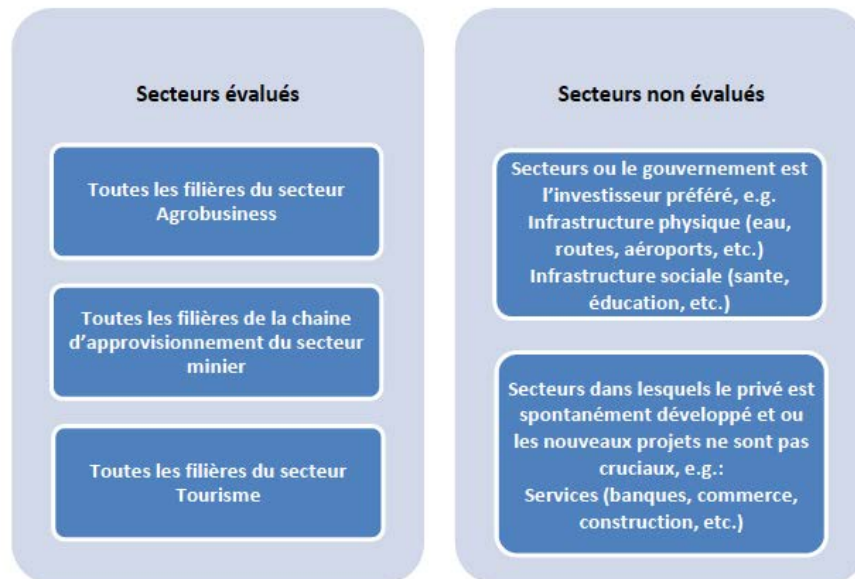 Secteurs évalués
Toutes les filières du secteur
Agrobusiness
Toutes les filières de la chaine
d'approvisionnement du secteur
minier
Toutes les filières du secteur
Tourisme
Secteurs non évalués
Secteurs ou le gouvernement est
l'investisseur préféré, e.g.
Infrastructure physique (eau,
routes, aéroports, etc.)
Infrastructure sociale (sante,
éducation, etc.)
Secteurs dans lesquels le privé est
spontanément développé et ou
les nouveaux projets ne sont pas
cruciaux, e.g.:
Services (banques, commerce,
construction, etc.)